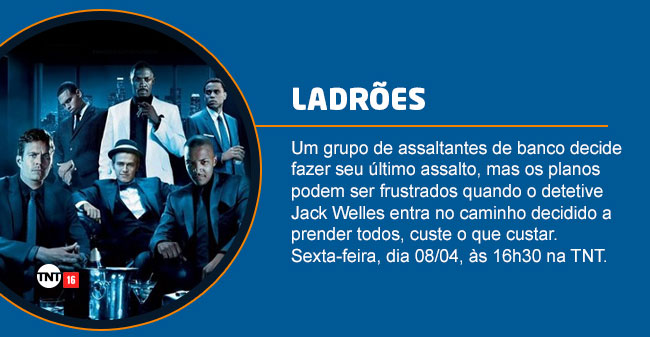 LADRÕES
Um grupo de assaltantes de banco decide
fazer seu último assalto, mas os planos
podem ser frustrados quando o detetive
Jack Welles entra no caminho decidido a
prender todos, custe o que custar.
Sexta-feira, dia 08/04, às 16h30 na TNT.
TNT 16